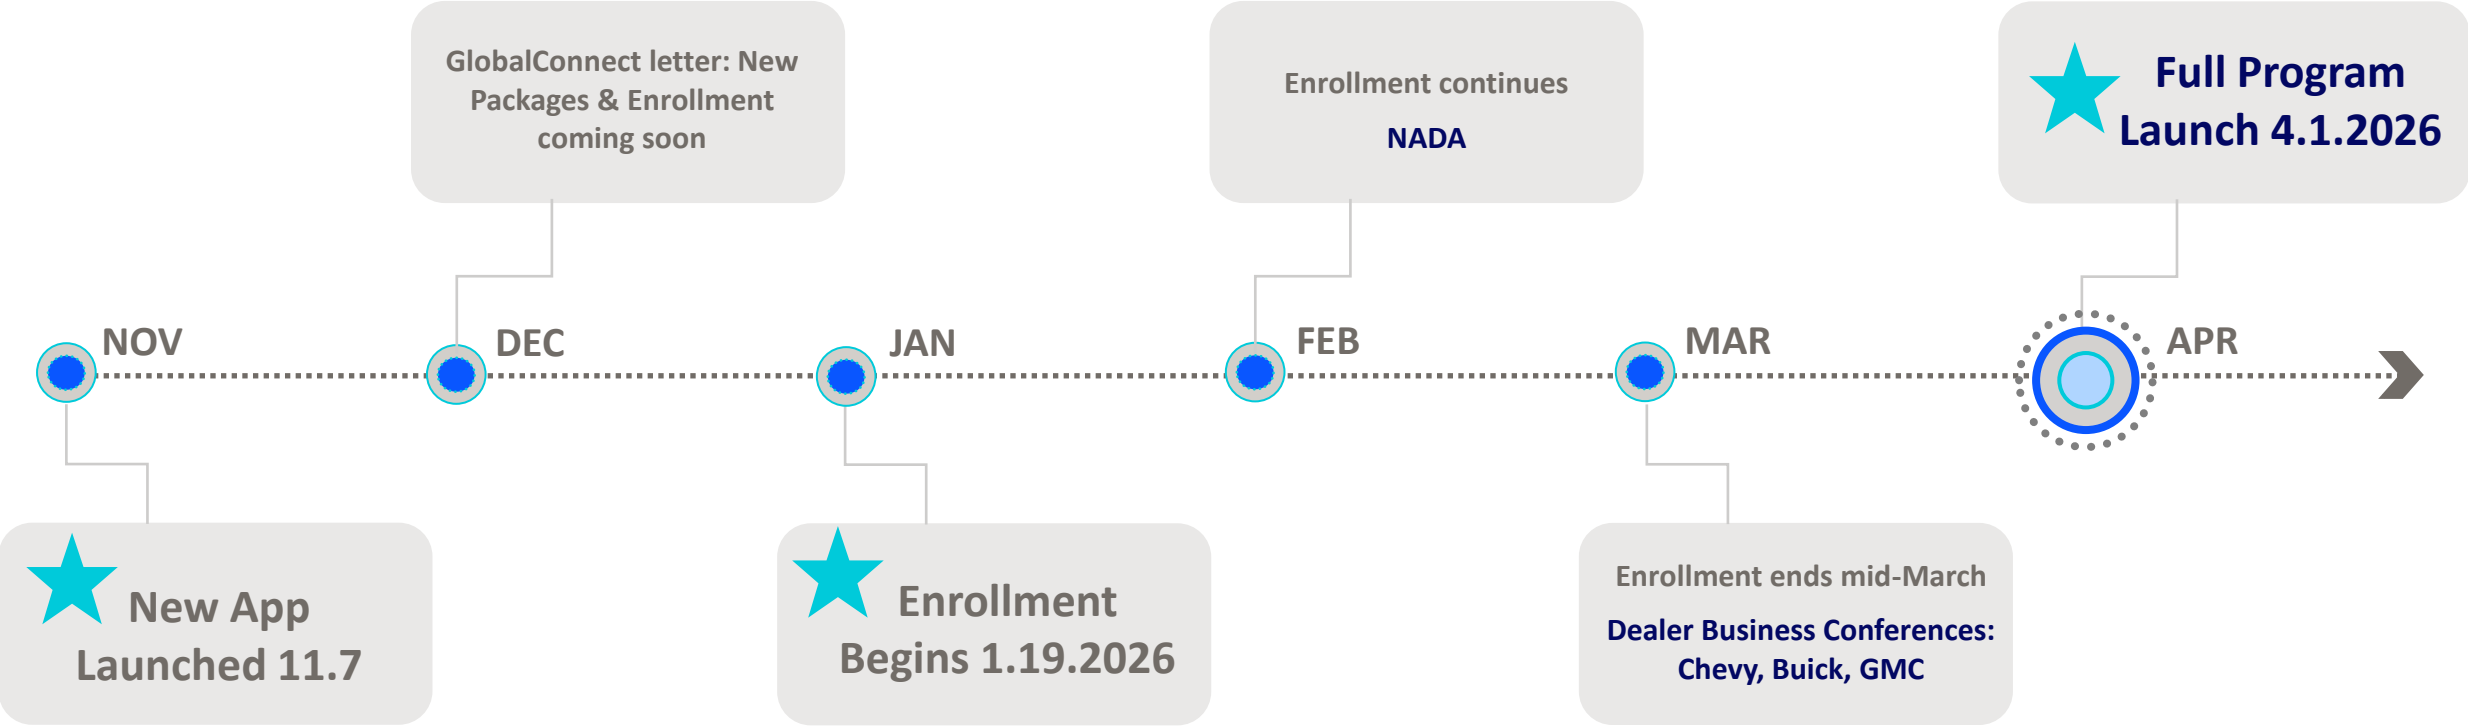 GlobalConnect letter: New
Packages & Enrollment
coming soon
Enrollment continues
NADA
Full Program
Launch 4.1.2026
NOV
DEC
JAN
FEB
MAR
APR
New App
Launched 11.7
Enrollment
Begins 1.19.2026
Enrollment ends mid-March
Dealer Business Conferences:
Chevy, Buick, GMC